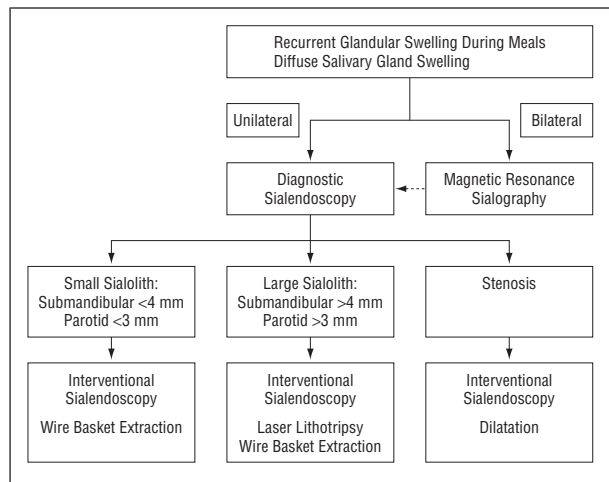 Recurrent Glandular Swelling During Meals
Diffuse Salivary Gland Swelling
Unilateral
Bilateral
Diagnostic
Sialendoscopy
Magnetic Resonance
Sialography
Small Sialolith:
Submandibular <4 mm
Parotid <3 mm
Large Sialolith:
Submandibular >4 mm
Parotid >3 mm
Stenosis
Interventional
Sialendoscopy
Wire Basket Extraction
Interventional
Sialendoscopy
Laser Lithotripsy
Wire Basket Extraction
Interventional
Sialendoscopy
Dilatation